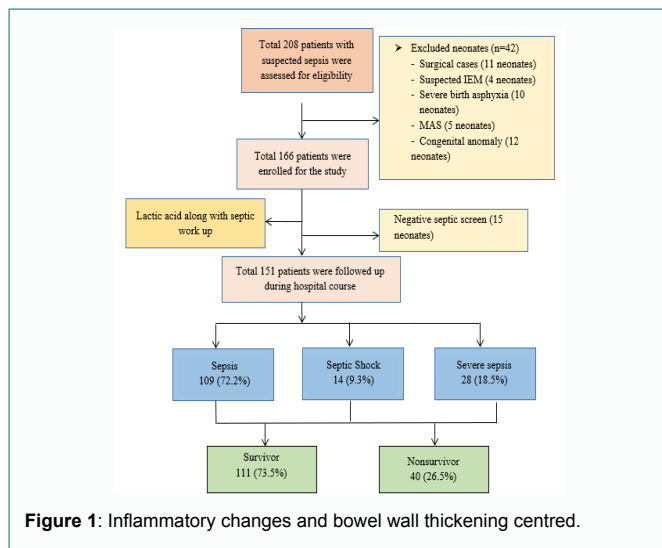 Total 208 patients with
suspected sepsis were
assessed for eligibility
➤ Excluded neonates (n=42)
- Surgical cases (11 neonates)
- Suspected IEM (4 neonates)
- Severe birth asphyxia (10
neonates)
- MAS (5 neonates)
- Congenital anomaly (12
neonates)
Total 166 patients were
enrolled for the study
Lactic acid along with septic
work up
Negative septic screen (15
neonates)
Total 151 patients were followed up
during hospital course
Sepsis
109 (72.2%)
Septic Shock
14 (9.3%)
Severe sepsis
28 (18.5%)
Survivor
111 (73.5%)
Nonsurvivor
40 (26.5%)
Figure 1: Inflammatory changes and bowel wall thickening centred.